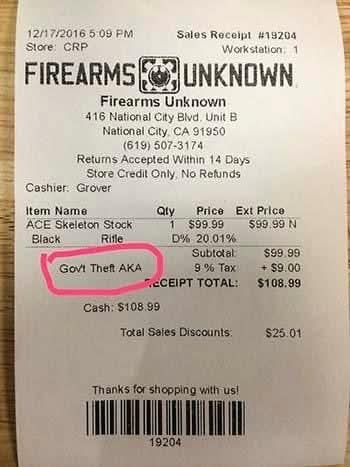 12/17/2016 5:09 PM Sales Receipt #19204
Store: CRP Workstation: 1
FIREARMS UNKNOWN
Firearms Unknown
416 National City Blvd. Unit B
National City, CA 91950
(619) 507-3174
Returns Accepted Within 14 Days
Store Credit Only, No Refunds
Cashier: Grover
Item Name Qty Price Ext Price
ACE Skeleton Stock 1 $99.99 $99.99 N
Black Rifle D% 20.01%
Subtotal: $99.99
Gov't Theft AKA 9 % Tax + $9.00
RECEIPT TOTAL: $108.99
Cash: $108.99
Total Sales Discounts: $25.01
Thanks for shopping with us!
19204